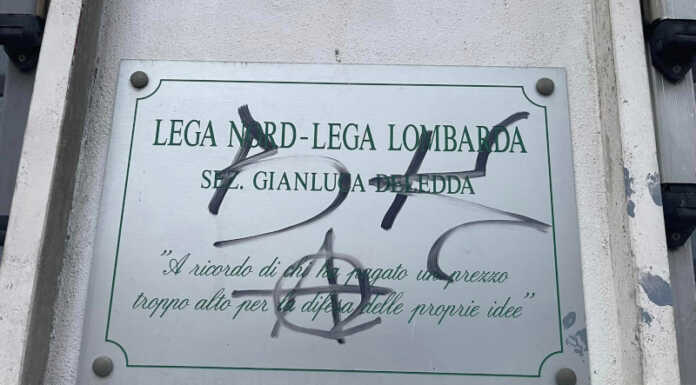 LEGA NORD-LEGA LOMBARDA
SEZ. GIANLUCA DELEDDA
"A ricordo di chi ha pagato un prezzo
troppo alto per la difesa delle proprie idee"